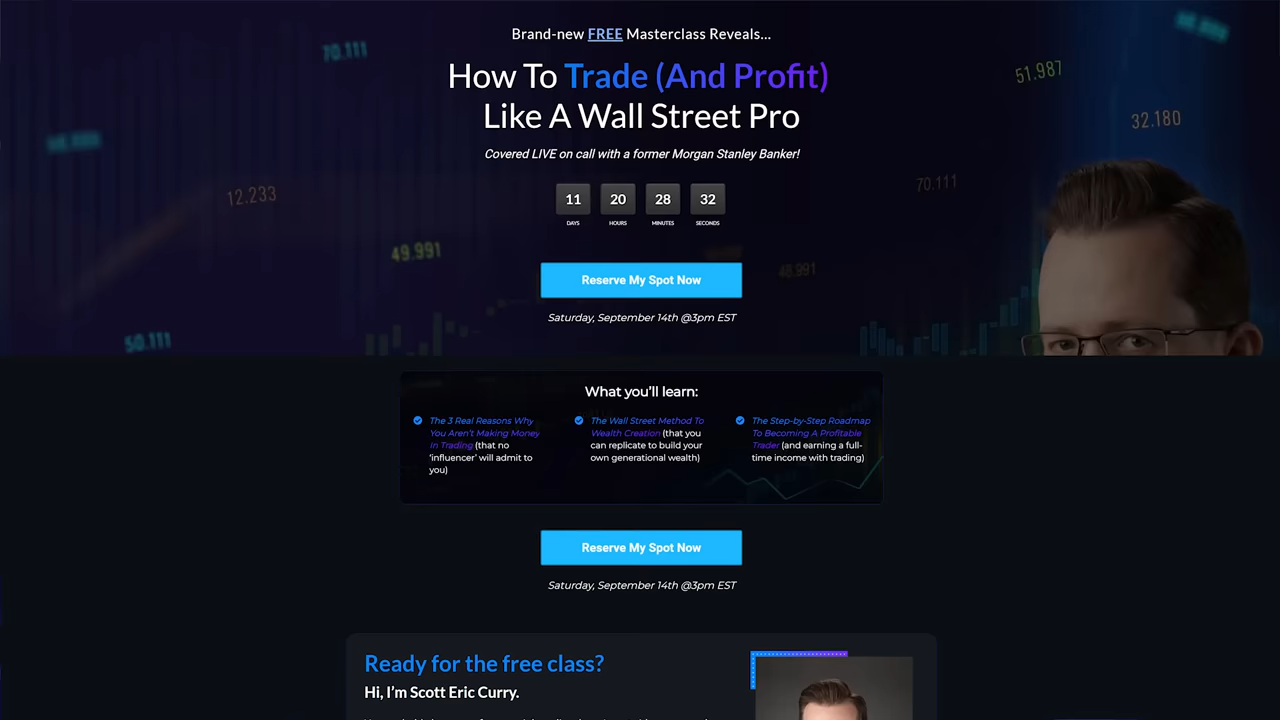 Brand-new FREE Masterclass Reveals...
70.111
51.987
How To Trade (And Profit)
Like A Wall Street Pro
32.180
Covered LIVE on call with a former Morgan Stanley Banker!
70.111
12.233
11 20 28 32
DAYS HOURS MINUTES SECONDS
49.991
48.991
Reserve My Spot Now
Saturday, September 14th @3pm EST
50.111
What you'll learn:
The 3 Real Reasons Why
You Aren't Making Money
In Trading (that no
'influencer' will admit to
you)
The Wall Street Method To
Wealth Creation (that you
can replicate to build your
own generational wealth)
The Step-by-Step Roadmap
To Becoming A Profitable
Trader (and earning a full-
time income with trading)
Reserve My Spot Now
Saturday, September 14th @3pm EST
Ready for the free class?
Hi, I'm Scott Eric Curry.